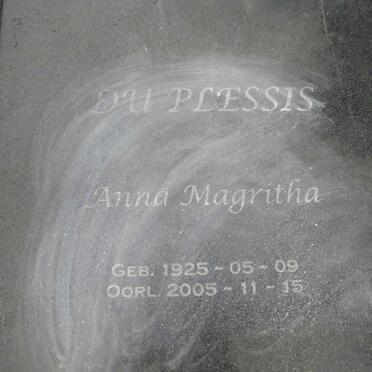 DU PLESSIS
Anna Magritha
GEB. 1925 ~ 05 ~ 09
OORL. 2005 ~ 11 ~ 15